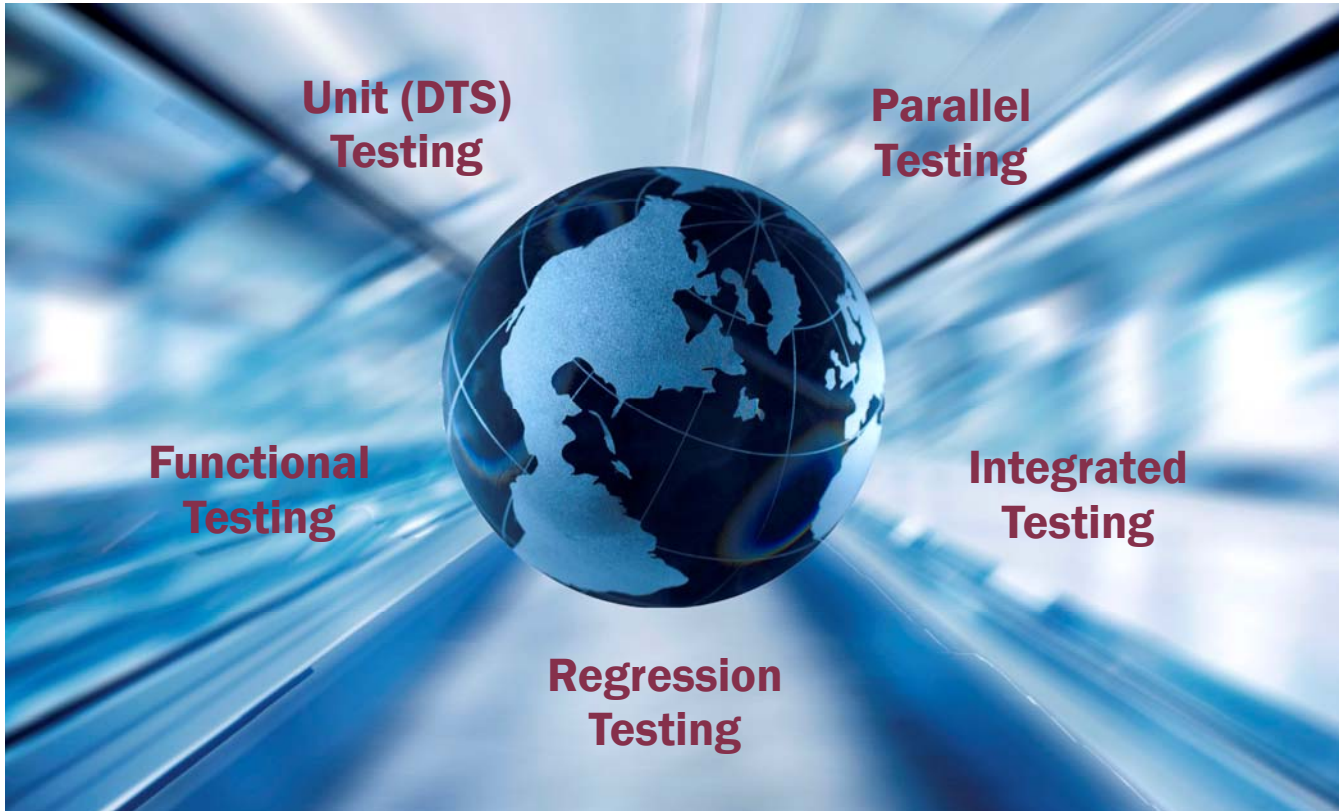 Unit (DTS)
Testing
Parallel
Testing
Functional
Testing
Integrated
Testing
Regression
Testing